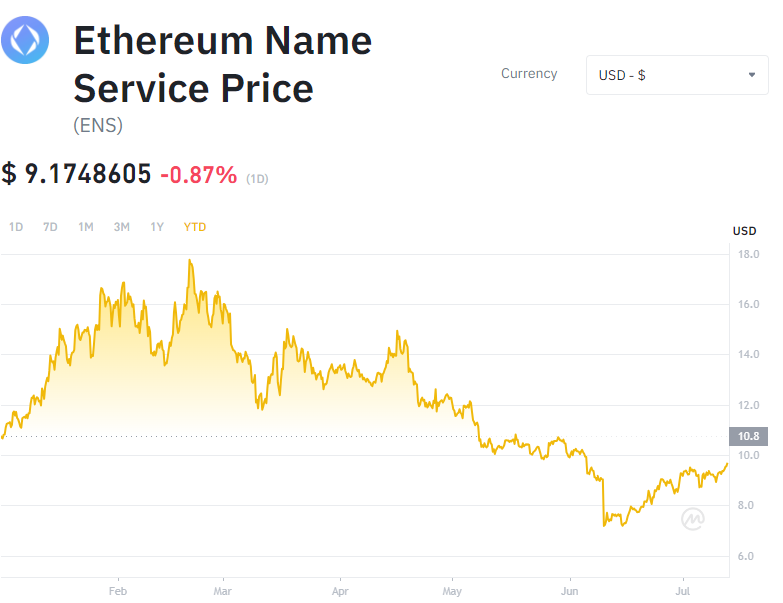 Ethereum Name
Service Price
(ENS)
Currency
USD - $
$ 9.1748605 -0.87% (1D)
1D 7D 1M 3M 1Y YTD
USD
18.0
16.0
14.0
12.0
10.8
10.0
8.0
6.0
Feb Mar Apr May Jun Jul